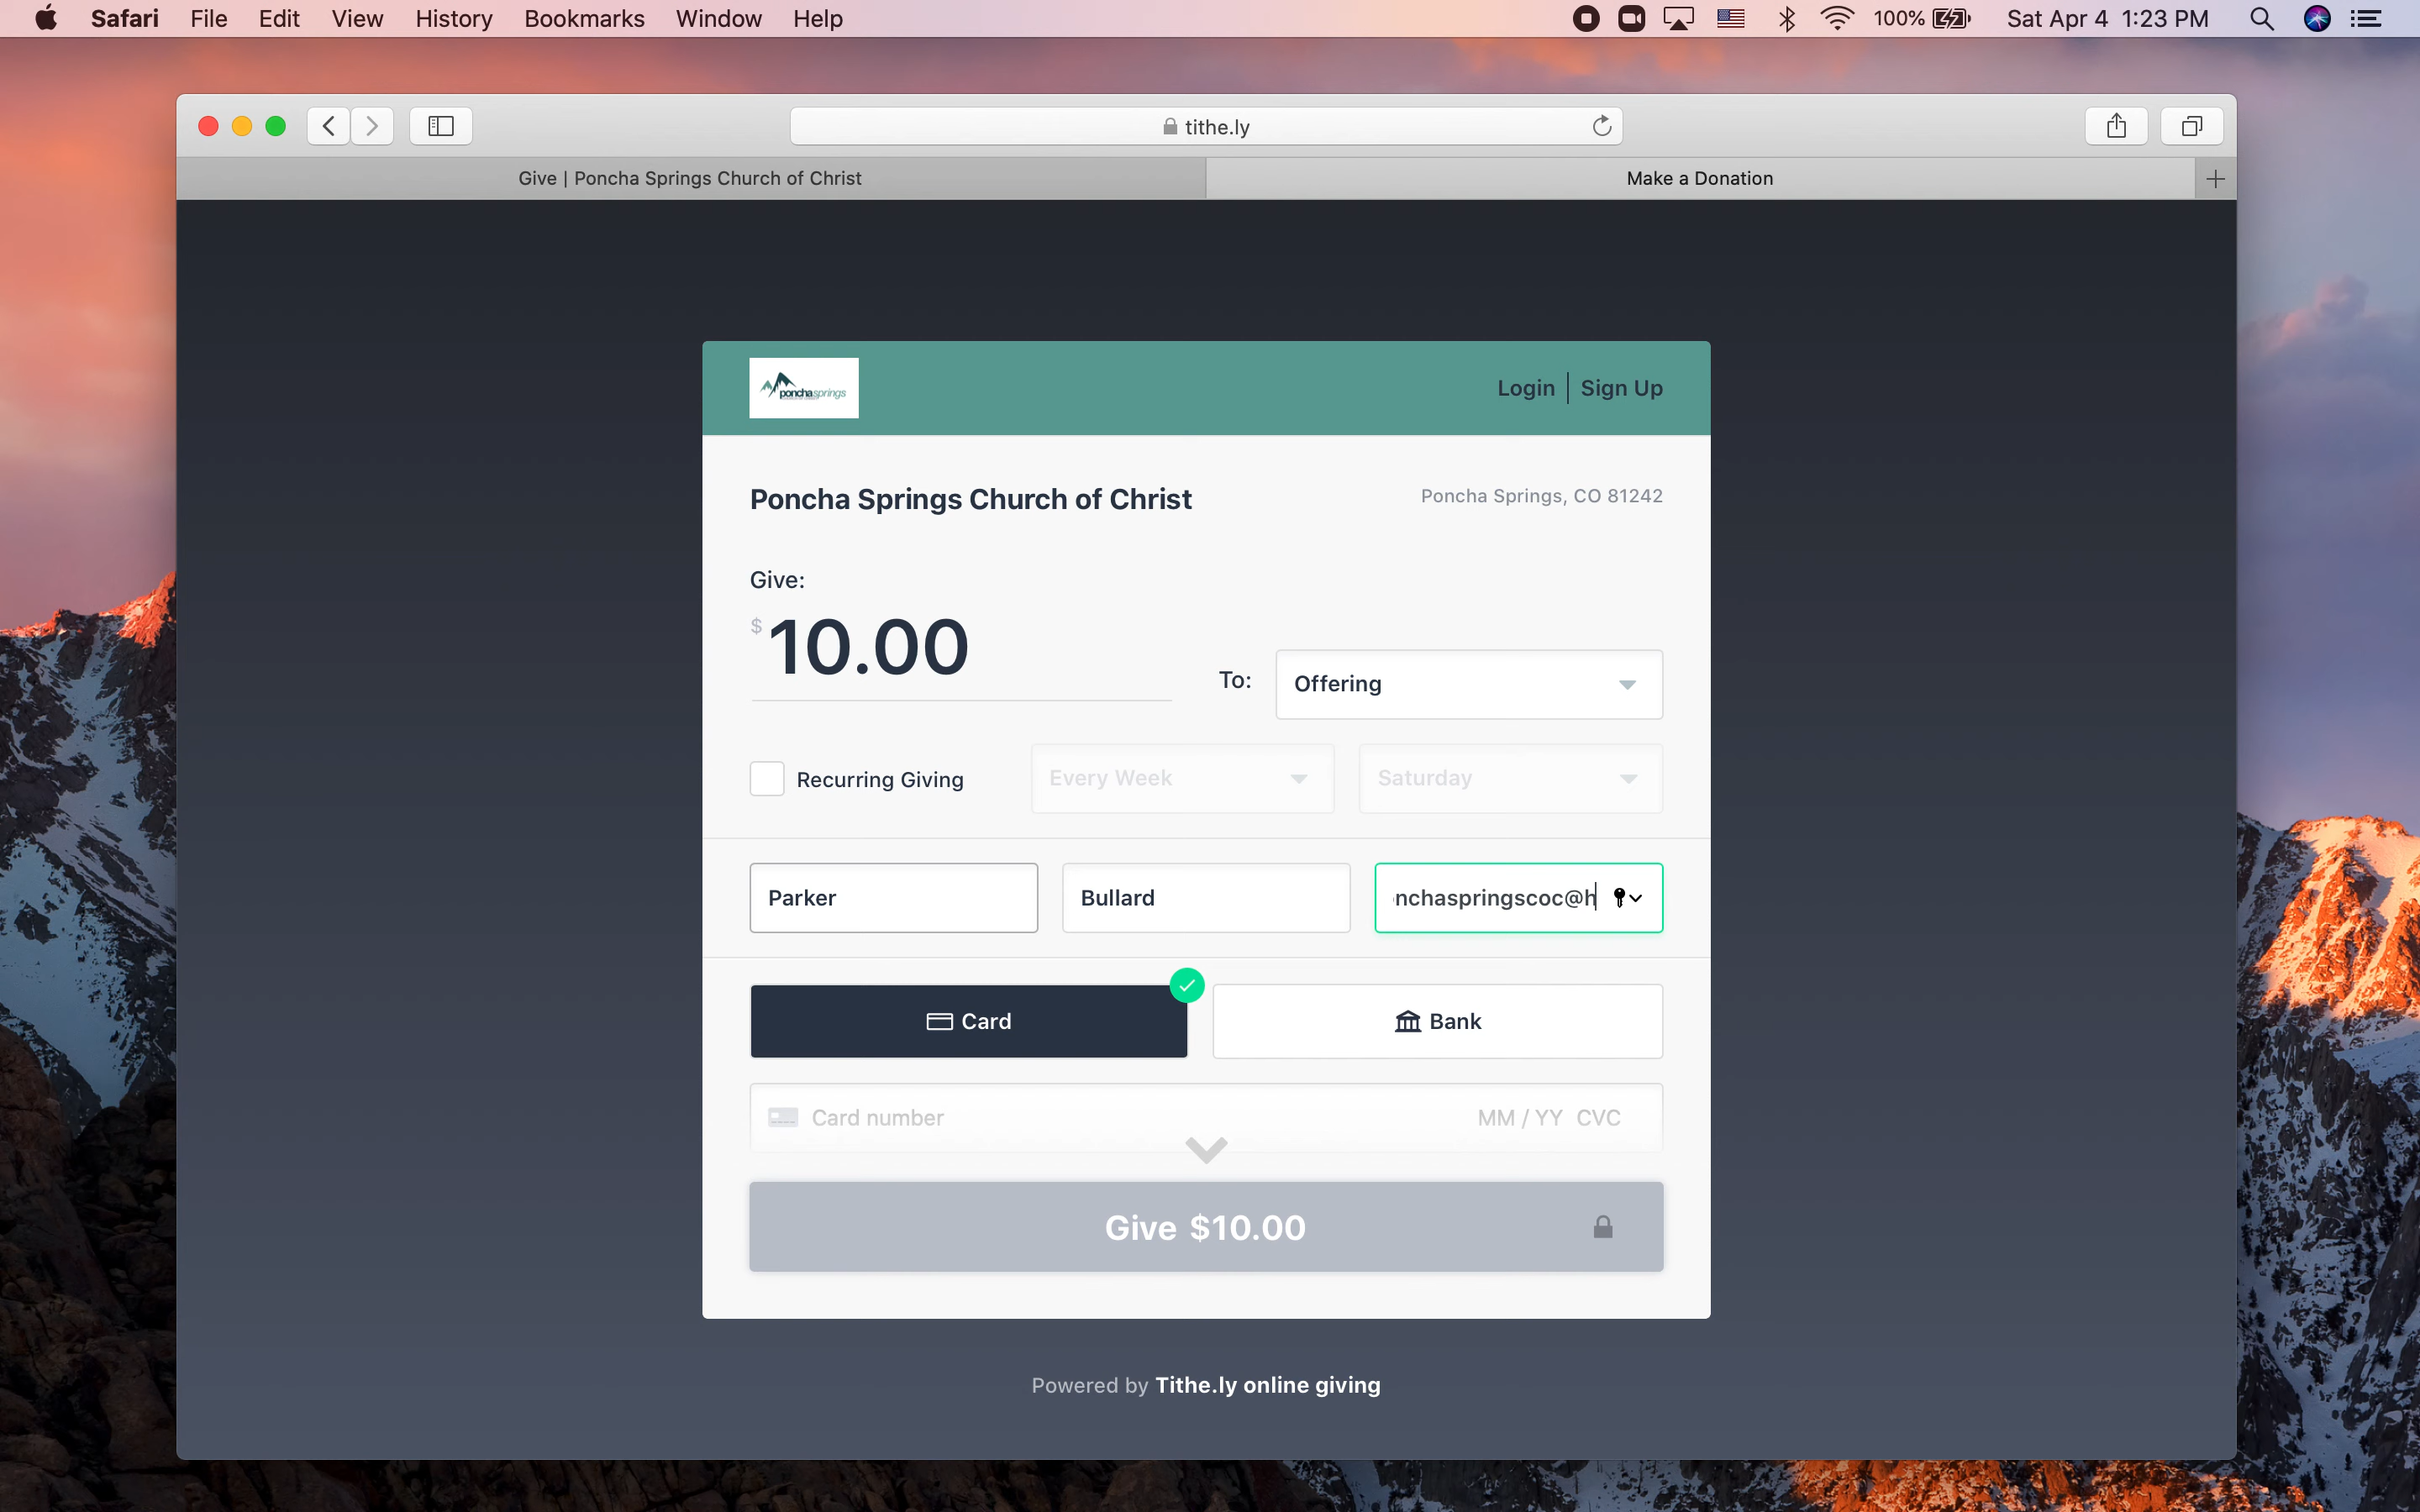 Safari File Edit View History Bookmarks Window Help 100% Sat Apr 4 1:23 PM
tithe.ly
Give | Poncha Springs Church of Christ Make a Donation
ponchasprings Login Sign Up
Poncha Springs Church of Christ Poncha Springs, CO 81242
Give:
$ 10.00
To: Offering
Recurring Giving Every Week Saturday
Parker Bullard nchaspringscoc@h
Card Bank
Card number MM / YY CVC
Give $10.00
Powered by Tithe.ly online giving